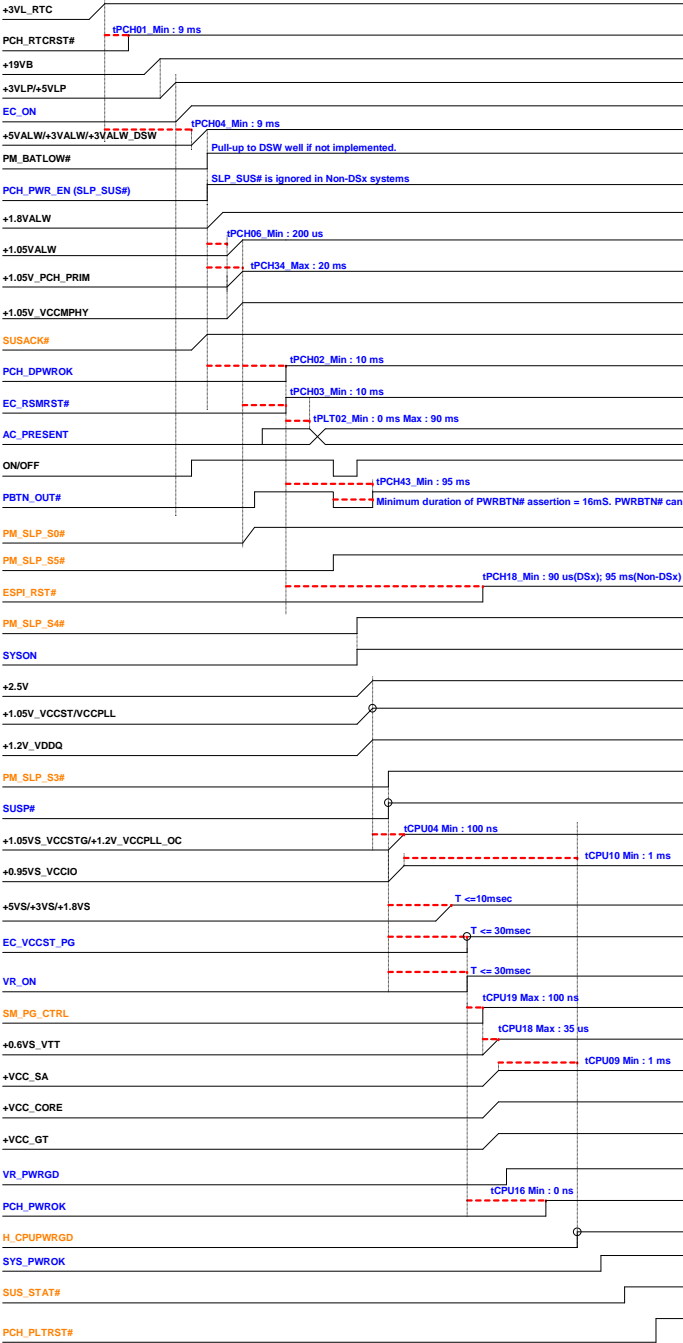 +3VL_RTC
tPCH01_Min : 9 ms
PCH_RTCRST#
+19VB
+3VLP/+5VLP
EC_ON
tPCH04_Min : 9 ms
+5VALW/+3VALW/+3VALW_DSW
Pull-up to DSW well if not implemented.
PM_BATLOW#
SLP_SUS# is ignored in Non-DSx systems
PCH_PWR_EN (SLP_SUS#)
+1.8VALW
tPCH06_Min : 200 us
+1.05VALW
tPCH34_Max : 20 ms
+1.05V_PCH_PRIM
+1.05V_VCCMPHY
SUSACK#
tPCH02_Min : 10 ms
PCH_DPWROK
tPCH03_Min : 10 ms
EC_RSMRST#
tPLT02_Min : 0 ms Max : 90 ms
AC_PRESENT
ON/OFF
tPCH43_Min : 95 ms
PBTN_OUT#
Minimum duration of PWRBTN# assertion = 16mS. PWRBTN# can
PM_SLP_S0#
PM_SLP_S5#
tPCH18_Min : 90 us(DSx); 95 ms(Non-DSx)
ESPI_RST#
PM_SLP_S4#
SYSON
+2.5V
+1.05V_VCCST/VCCPLL
+1.2V_VDDQ
PM_SLP_S3#
SUSP#
tCPU04 Min : 100 ns
+1.05VS_VCCSTG/+1.2V_VCCPLL_OC
tCPU10 Min : 1 ms
+0.95VS_VCCIO
T <=10msec
+5VS/+3VS/+1.8VS
T <= 30msec
EC_VCCST_PG
T <= 30msec
VR_ON
tCPU19 Max : 100 ns
SM_PG_CTRL
tCPU18 Max : 35 us
+0.6VS_VTT
tCPU09 Min : 1 ms
+VCC_SA
+VCC_CORE
+VCC_GT
VR_PWRGD
tCPU16 Min : 0 ns
PCH_PWROK
H_CPUPWRGD
SYS_PWROK
SUS_STAT#
PCH_PLTRST#